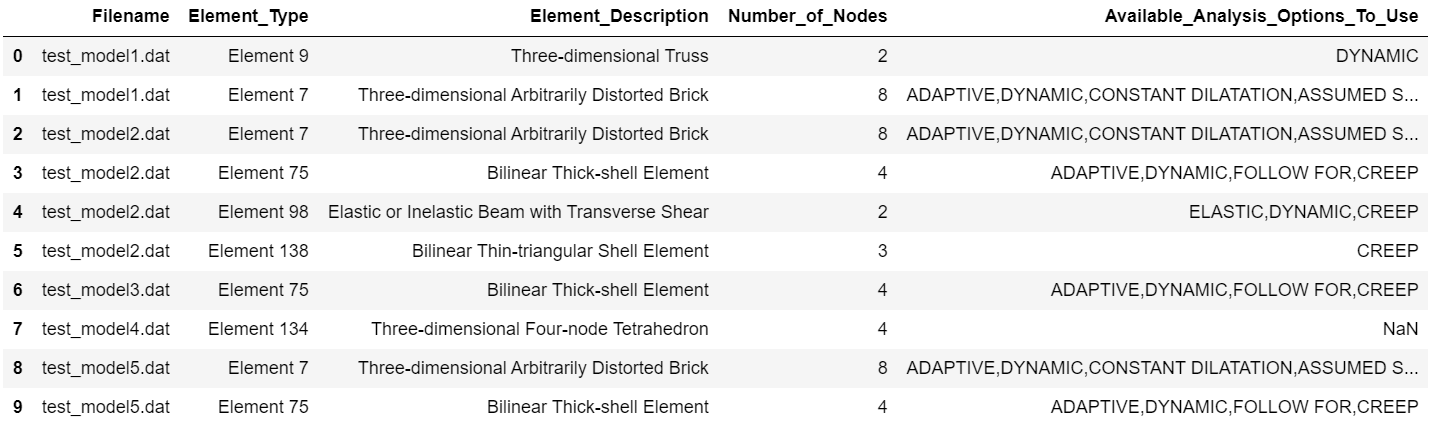 Filename Element_Type Element_Description Number_of_Nodes Available_Analysis_Options_To_Use
0 test_model1.dat Element 9 Three-dimensional Truss 2 DYNAMIC
1 test_model1.dat Element 7 Three-dimensional Arbitrarily Distorted Brick 8 ADAPTIVE,DYNAMIC,CONSTANT DILATATION,ASSUMED S...
2 test_model2.dat Element 7 Three-dimensional Arbitrarily Distorted Brick 8 ADAPTIVE,DYNAMIC,CONSTANT DILATATION,ASSUMED S...
3 test_model2.dat Element 75 Bilinear Thick-shell Element 4 ADAPTIVE,DYNAMIC,FOLLOW FOR,CREEP
4 test_model2.dat Element 98 Elastic or Inelastic Beam with Transverse Shear 2 ELASTIC,DYNAMIC,CREEP
5 test_model2.dat Element 138 Bilinear Thin-triangular Shell Element 3 CREEP
6 test_model3.dat Element 75 Bilinear Thick-shell Element 4 ADAPTIVE,DYNAMIC,FOLLOW FOR,CREEP
7 test_model4.dat Element 134 Three-dimensional Four-node Tetrahedron 4 NaN
8 test_model5.dat Element 7 Three-dimensional Arbitrarily Distorted Brick 8 ADAPTIVE,DYNAMIC,CONSTANT DILATATION,ASSUMED S...
9 test_model5.dat Element 75 Bilinear Thick-shell Element 4 ADAPTIVE,DYNAMIC,FOLLOW FOR,CREEP